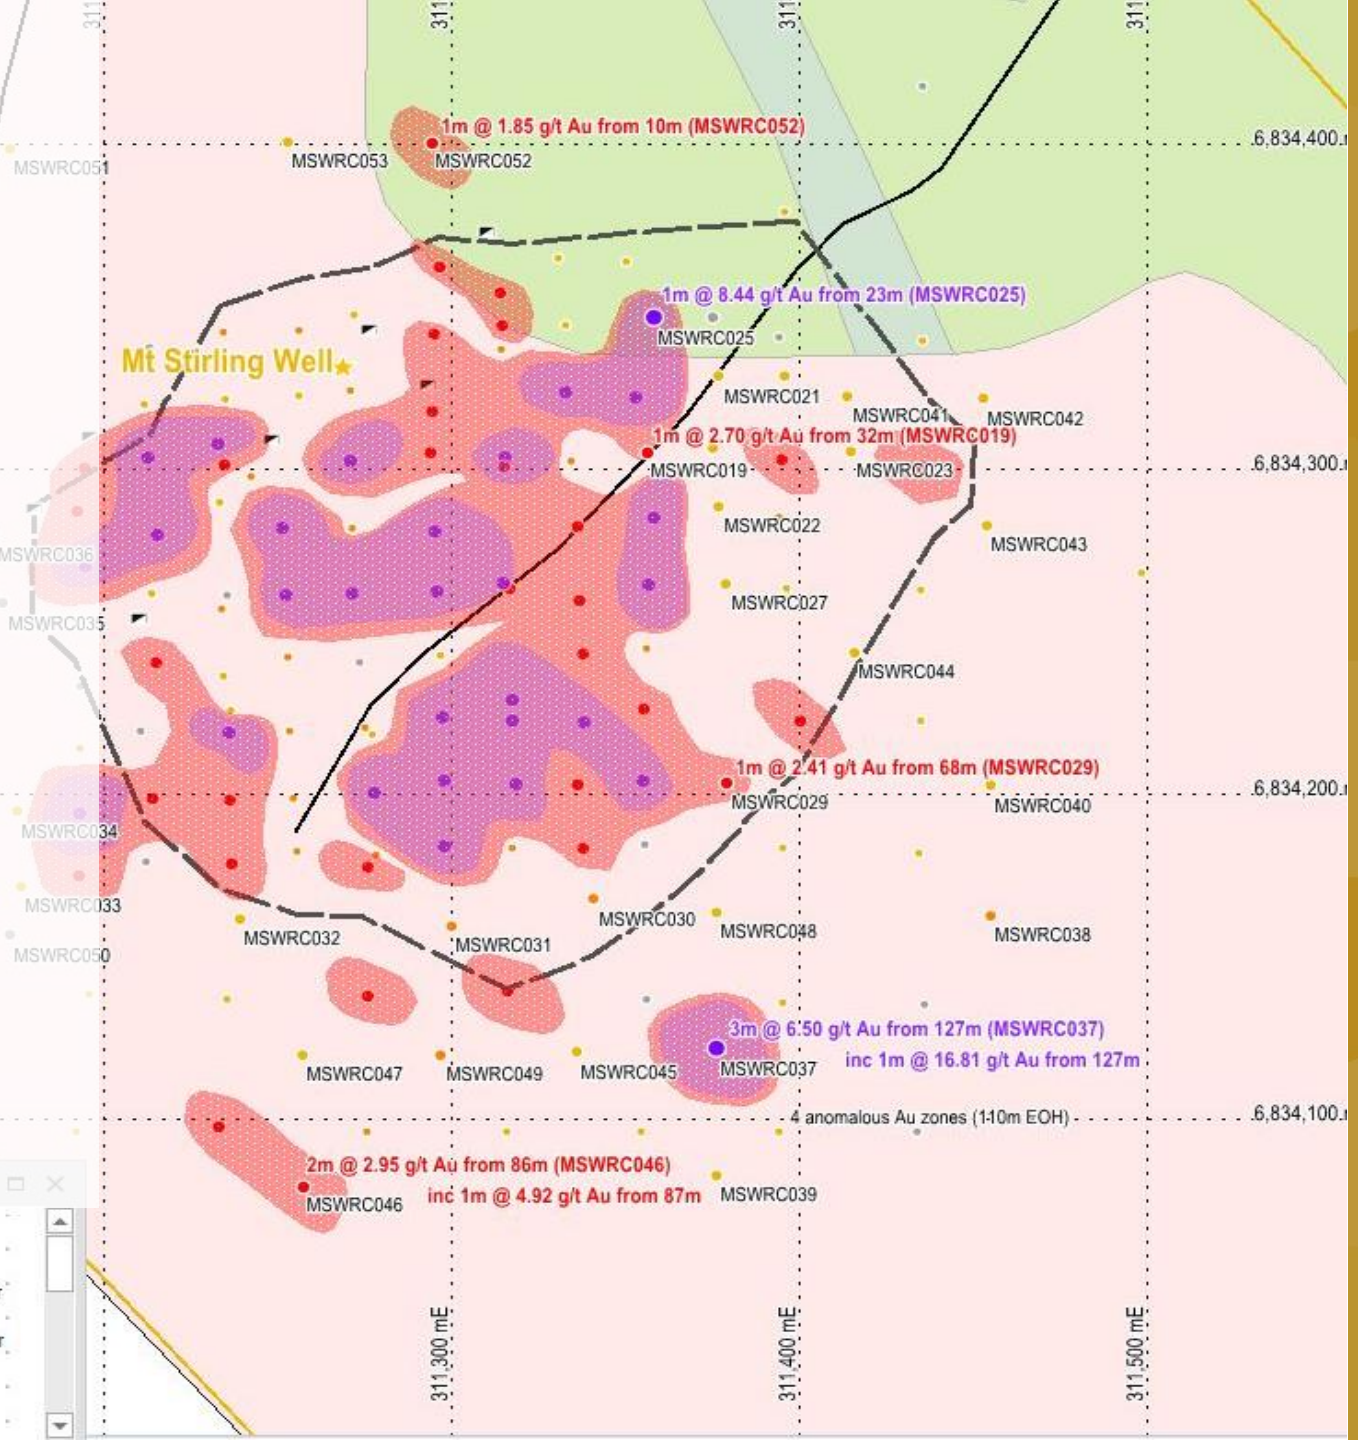 311
311
311
311
1m @ 1.85 g/t Au from 10m (MSWRC052)
6,834,400.
MSWRC051
MSWRC053
MSWRC052
1m @ 8.44 g/t Au from 23m (MSWRC025)
MSWRC025
Mt Stirling Well
MSWRC021
MSWRC041
MSWRC042
1m @ 2.70 g/t Au from 32m (MSWRC019)
6,834,300.
MSWRC019
MSWRC023
MSWRC022
MSWRC043
MSWRC036
MSWRC027
MSWRC035
MSWRC044
1m @ 2.41 g/t Au from 68m (MSWRC029)
6,834,200.
MSWRC029
MSWRC040
MSWRC034
MSWRC033
MSWRC030
MSWRC048
MSWRC038
MSWRC032
MSWRC031
MSWRC050
3m @ 6.50 g/t Au from 127m (MSWRC037)
inc 1m @ 16.81 g/t Au from 127m
MSWRC047
MSWRC049
MSWRC045
MSWRC037
4 anomalous Au zones (110m EOH)
6,834,100.
2m @ 2.95 g/t Au from 86m (MSWRC046)
inc 1m @ 4.92 g/t Au from 87m
MSWRC039
MSWRC046
311,300 mE
311,400 mE
311,500 mE